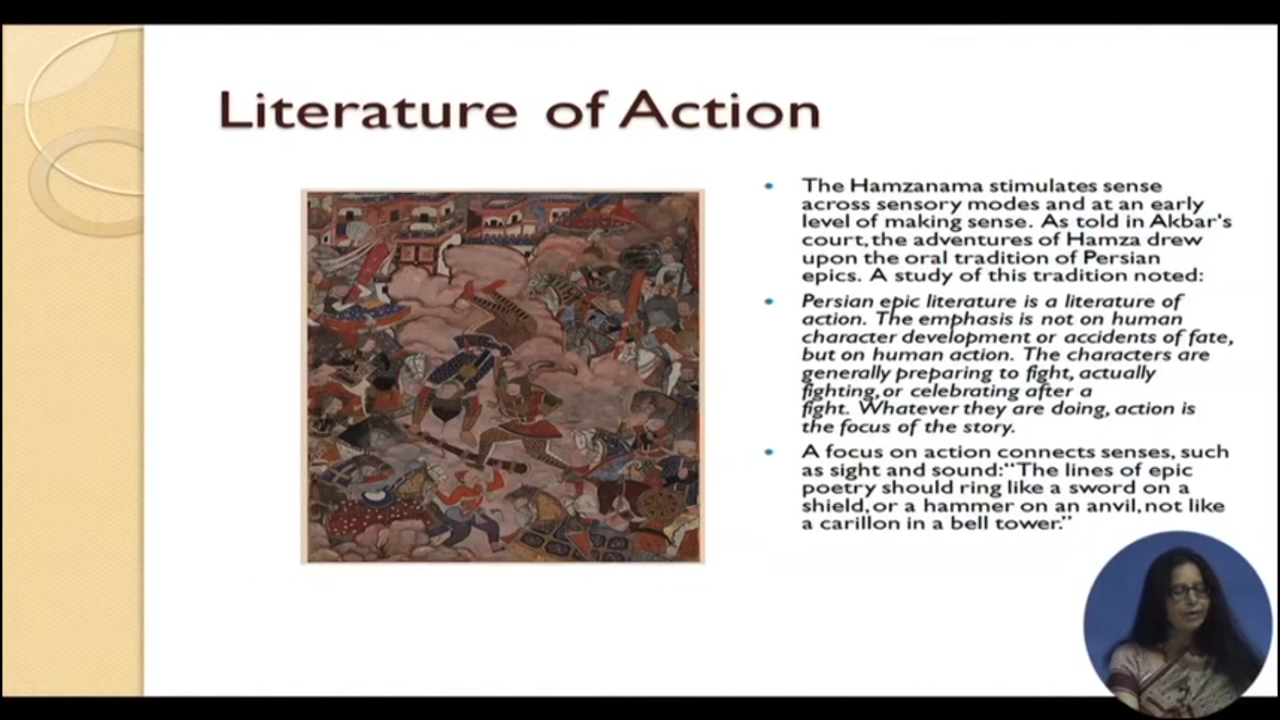 Literature of Action
The Hamzanama stimulates sense
across sensory modes and at an early
level of making sense. As told in Akbar's
court, the adventures of Hamza drew
upon the oral tradition of Persian
epics. A study of this tradition noted:
Persian epic literature is a literature of
action. The emphasis is not on human
character development or accidents of fate,
but on human action. The characters are
generally preparing to fight, actually
fighting, or celebrating after a
fight. Whatever they are doing, action is
the focus of the story.
A focus on action connects senses, such
as sight and sound:“The lines of epic
poetry should ring like a sword on a
shield, or a hammer on an anvil, not like
a carillon in a bell tower.”